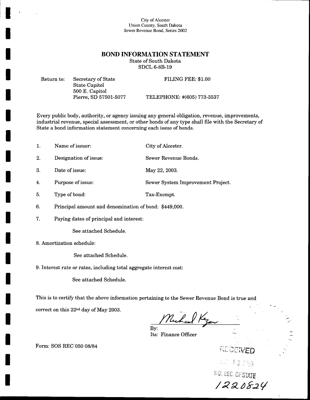 City of Alcester
Union County, South Dakota
Sewer Revenue Bond, Series 2002
BOND INFORMATION STATEMENT
State of South Dakota
SDCL 6-8B-19
Return to: Secretary of State FILING FEE: $1.00
State Capitol
500 E. Capitol
Pierre, SD 57501-5077 TELEPHONE: #(605) 773-3537
Every public body, authority, or agency issuing any general obligation, revenue, improvements,
industrial revenue, special assessment, or other bonds of any type shall file with the Secretary of
State a bond information statement concerning each issue of bonds.
1. Name of issuer: City of Alcester.
2. Designation of issue: Sewer Revenue Bonds.
3. Date of issue: May 22, 2003.
4. Purpose of issue: Sewer System Improvement Project.
5. Type of bond: Tax-Exempt.
6. Principal amount and denomination of bond: $449,000.
7. Paying dates of principal and interest:
See attached Schedule.
8. Amortization schedule:
See attached Schedule.
9. Interest rate or rates, including total aggregate interest cost:
See attached Schedule.
This is to certify that the above information pertaining to the Sewer Revenue Bond is true and
correct on this 22nd day of May 2003.
By:
Its: Finance Officer
Form: SOS REC 050 08/84
RECEIVED
S.D. SEC. OF STATE
1220824